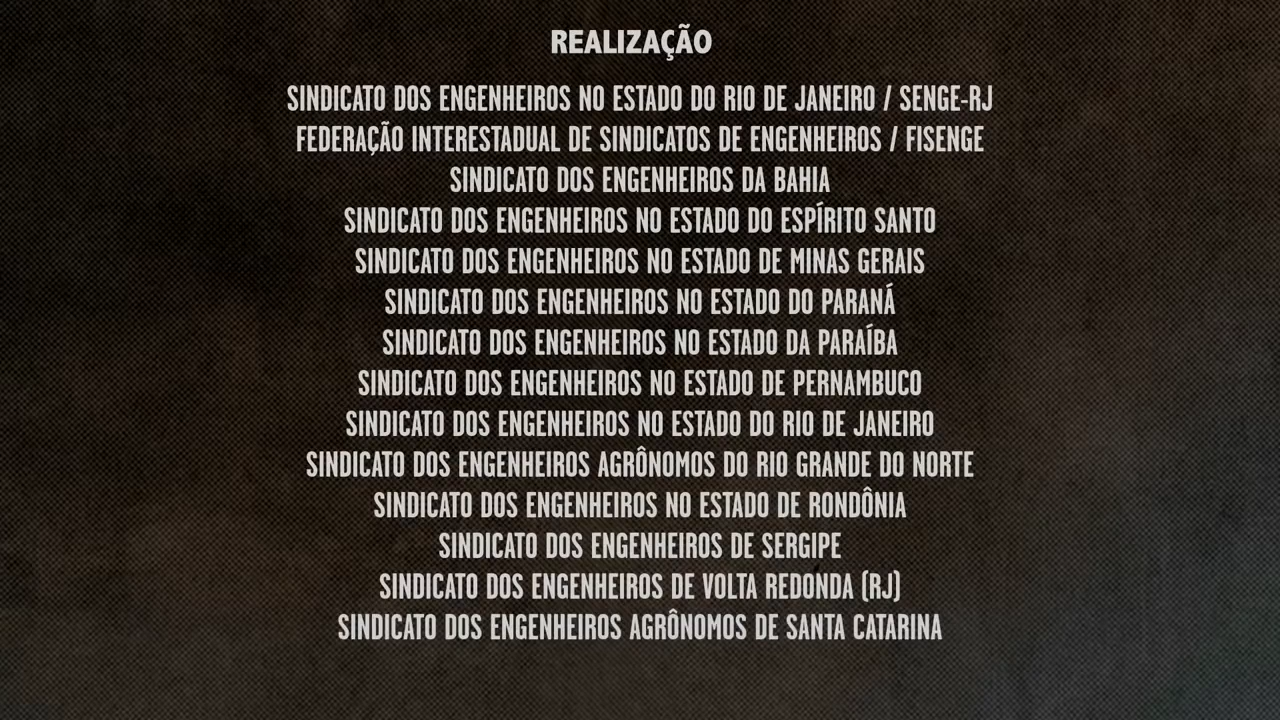 REALIZAÇÃO
SINDICATO DOS ENGENHEIROS NO ESTADO DO RIO DE JANEIRO / SENGE-RJ
FEDERAÇÃO INTERESTADUAL DE SINDICATOS DE ENGENHEIROS / FISENGE
SINDICATO DOS ENGENHEIROS DA BAHIA
SINDICATO DOS ENGENHEIROS NO ESTADO DO ESPÍRITO SANTO
SINDICATO DOS ENGENHEIROS NO ESTADO DE MINAS GERAIS
SINDICATO DOS ENGENHEIROS NO ESTADO DO PARANÁ
SINDICATO DOS ENGENHEIROS NO ESTADO DA PARAÍBA
SINDICATO DOS ENGENHEIROS NO ESTADO DE PERNAMBUCO
SINDICATO DOS ENGENHEIROS NO ESTADO DO RIO DE JANEIRO
SINDICATO DOS ENGENHEIROS AGRÔNOMOS DO RIO GRANDE DO NORTE
SINDICATO DOS ENGENHEIROS NO ESTADO DE RONDÔNIA
SINDICATO DOS ENGENHEIROS DE SERGIPE
SINDICATO DOS ENGENHEIROS DE VOLTA REDONDA (RJ)
SINDICATO DOS ENGENHEIROS AGRÔNOMOS DE SANTA CATARINA